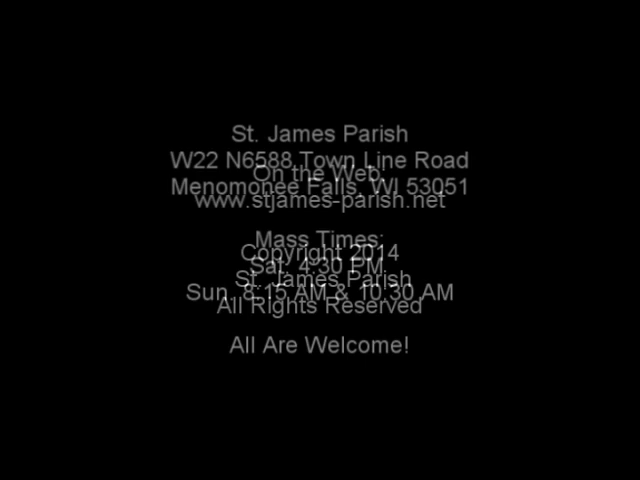 St. James Parish
W22 N6588 Town Line Road
Menomonee Falls, WI 53051
Mass Times:
Sat. 4:30 PM
Sun. 8:15 AM & 10:30 AM
All Are Welcome!
On the Web,
www.stjames-parish.net
Copyright 2014
St. James Parish
All Rights Reserved